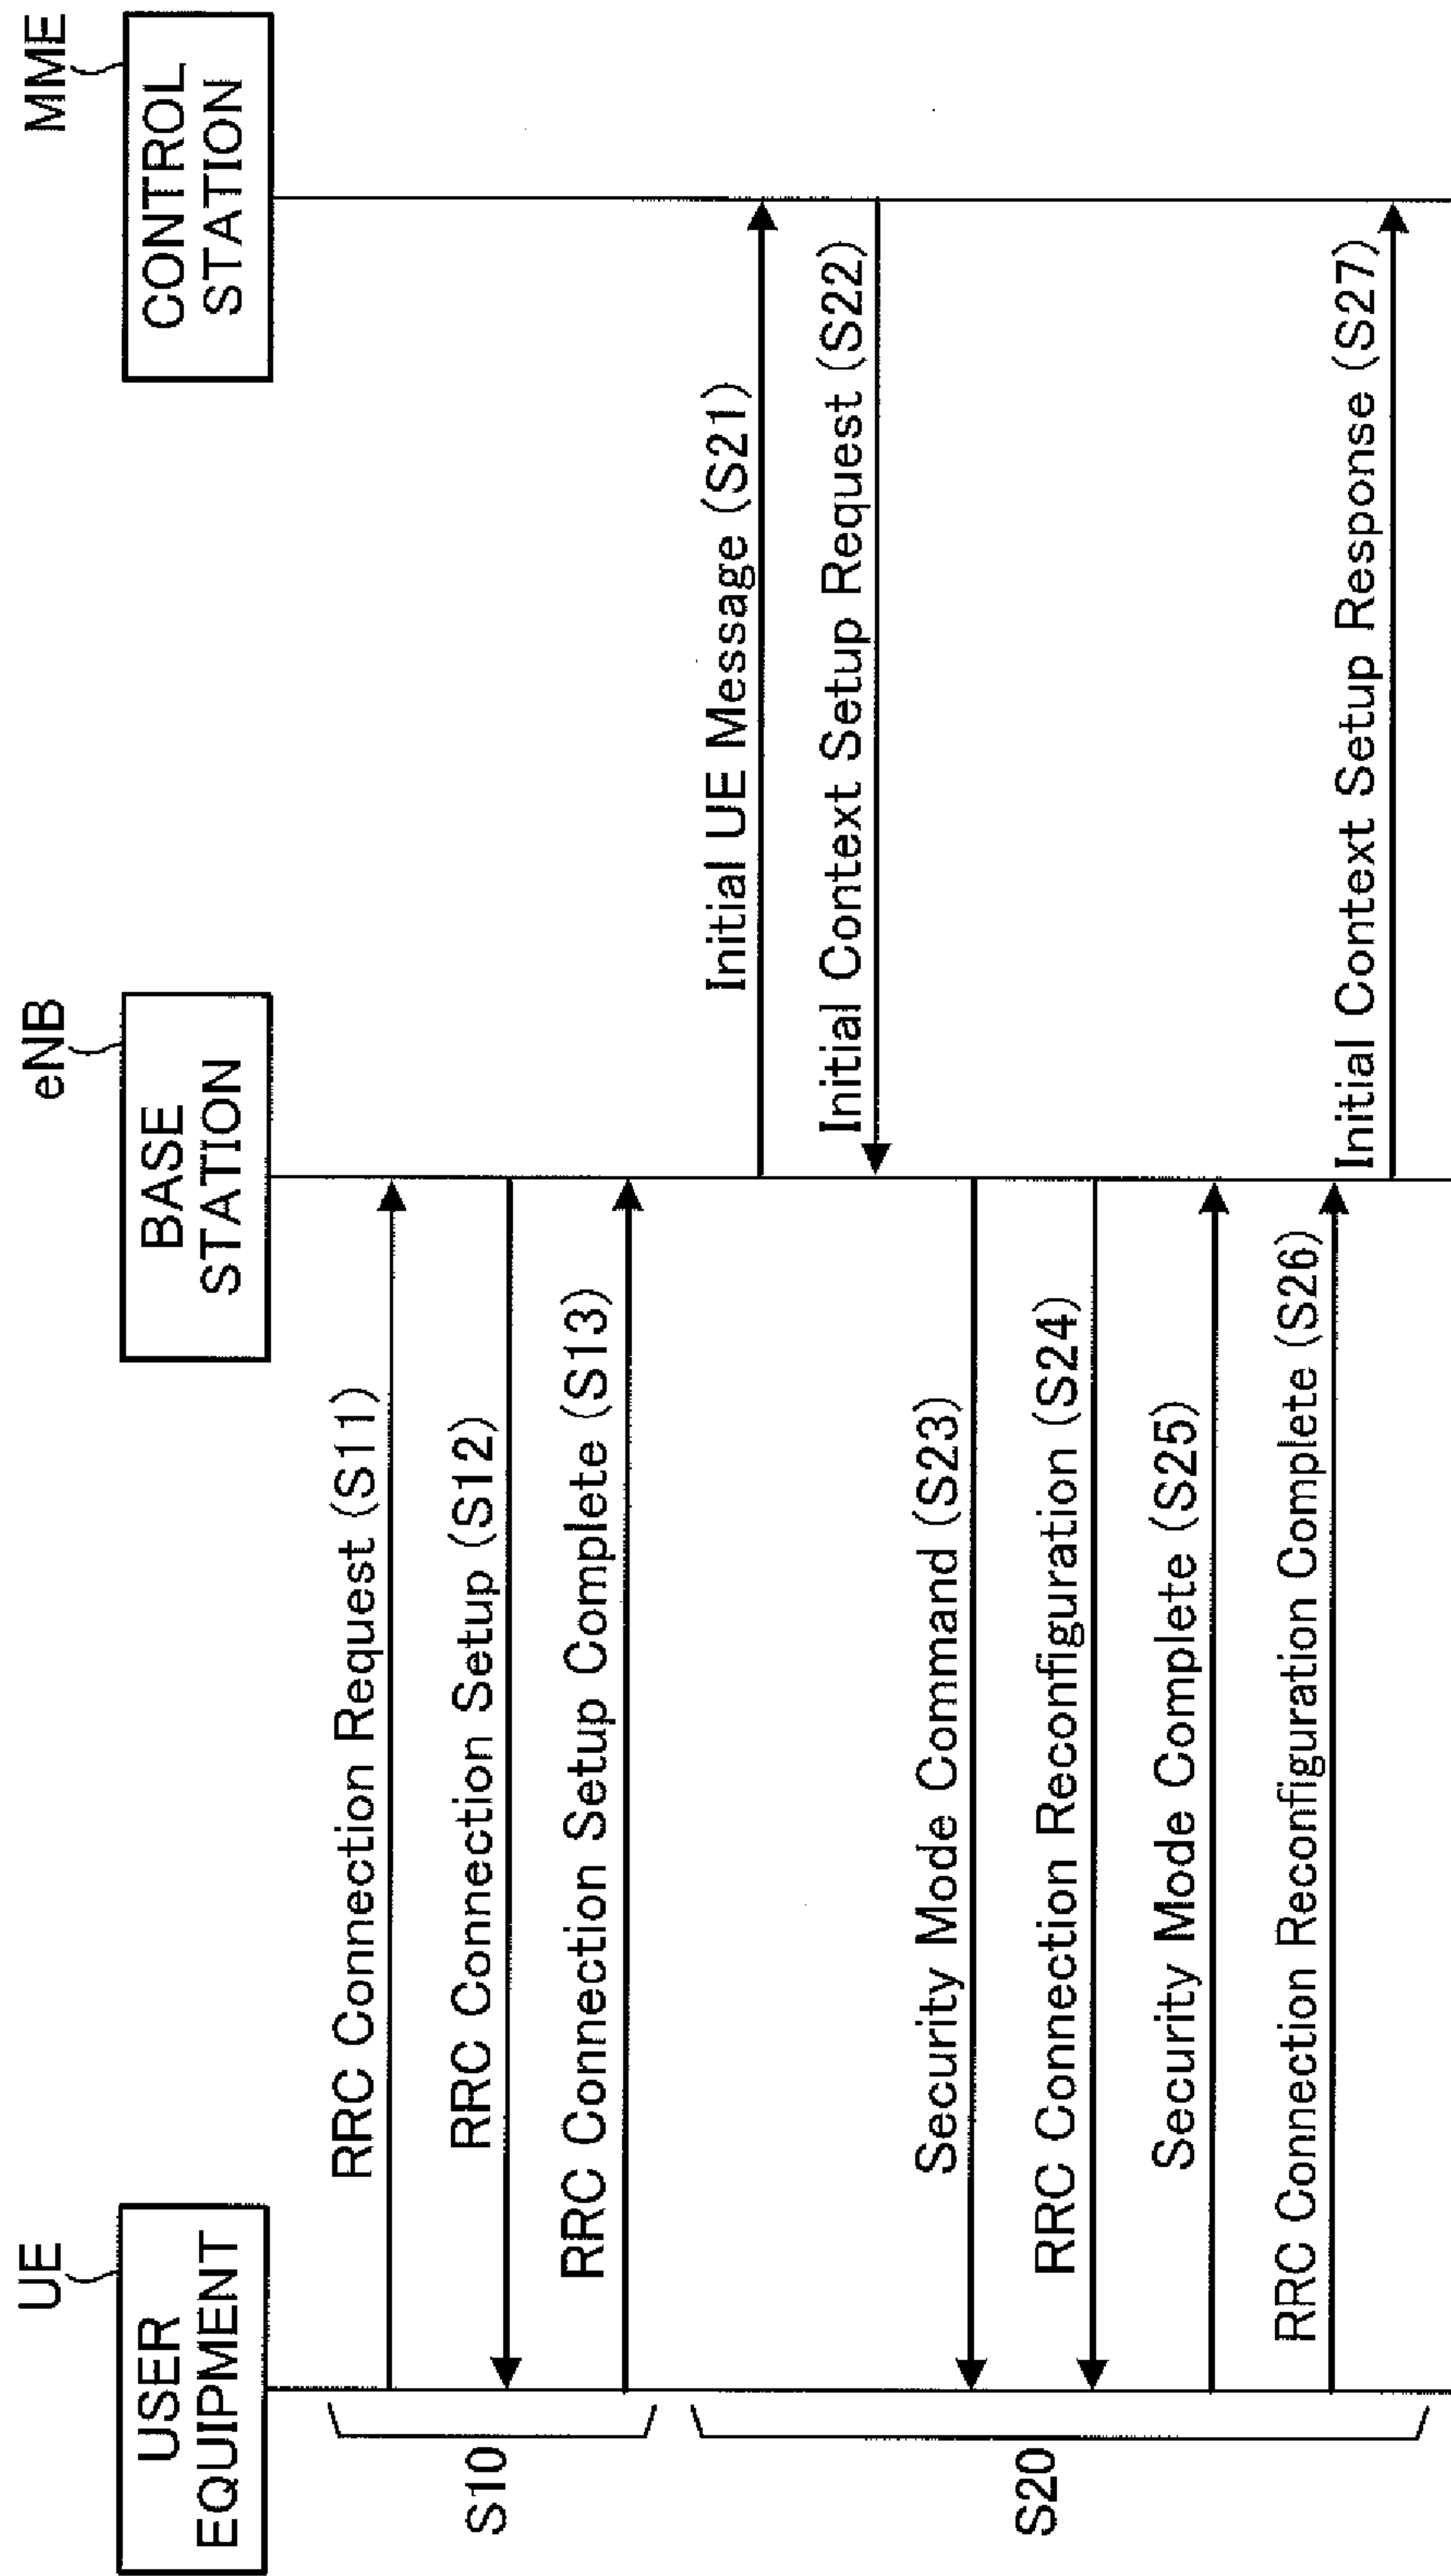 UE
USER
EQUIPMENT
eNB
BASE
STATION
MME
CONTROL
STATION
S10
RRC Connection Request (S11)
RRC Connection Setup (S12)
RRC Connection Setup Complete (S13)
S20
Initial UE Message (S21)
Initial Context Setup Request (S22)
Security Mode Command (S23)
RRC Connection Reconfiguration (S24)
Security Mode Complete (S25)
RRC Connection Reconfiguration Complete (S26)
Initial Context Setup Response (S27)